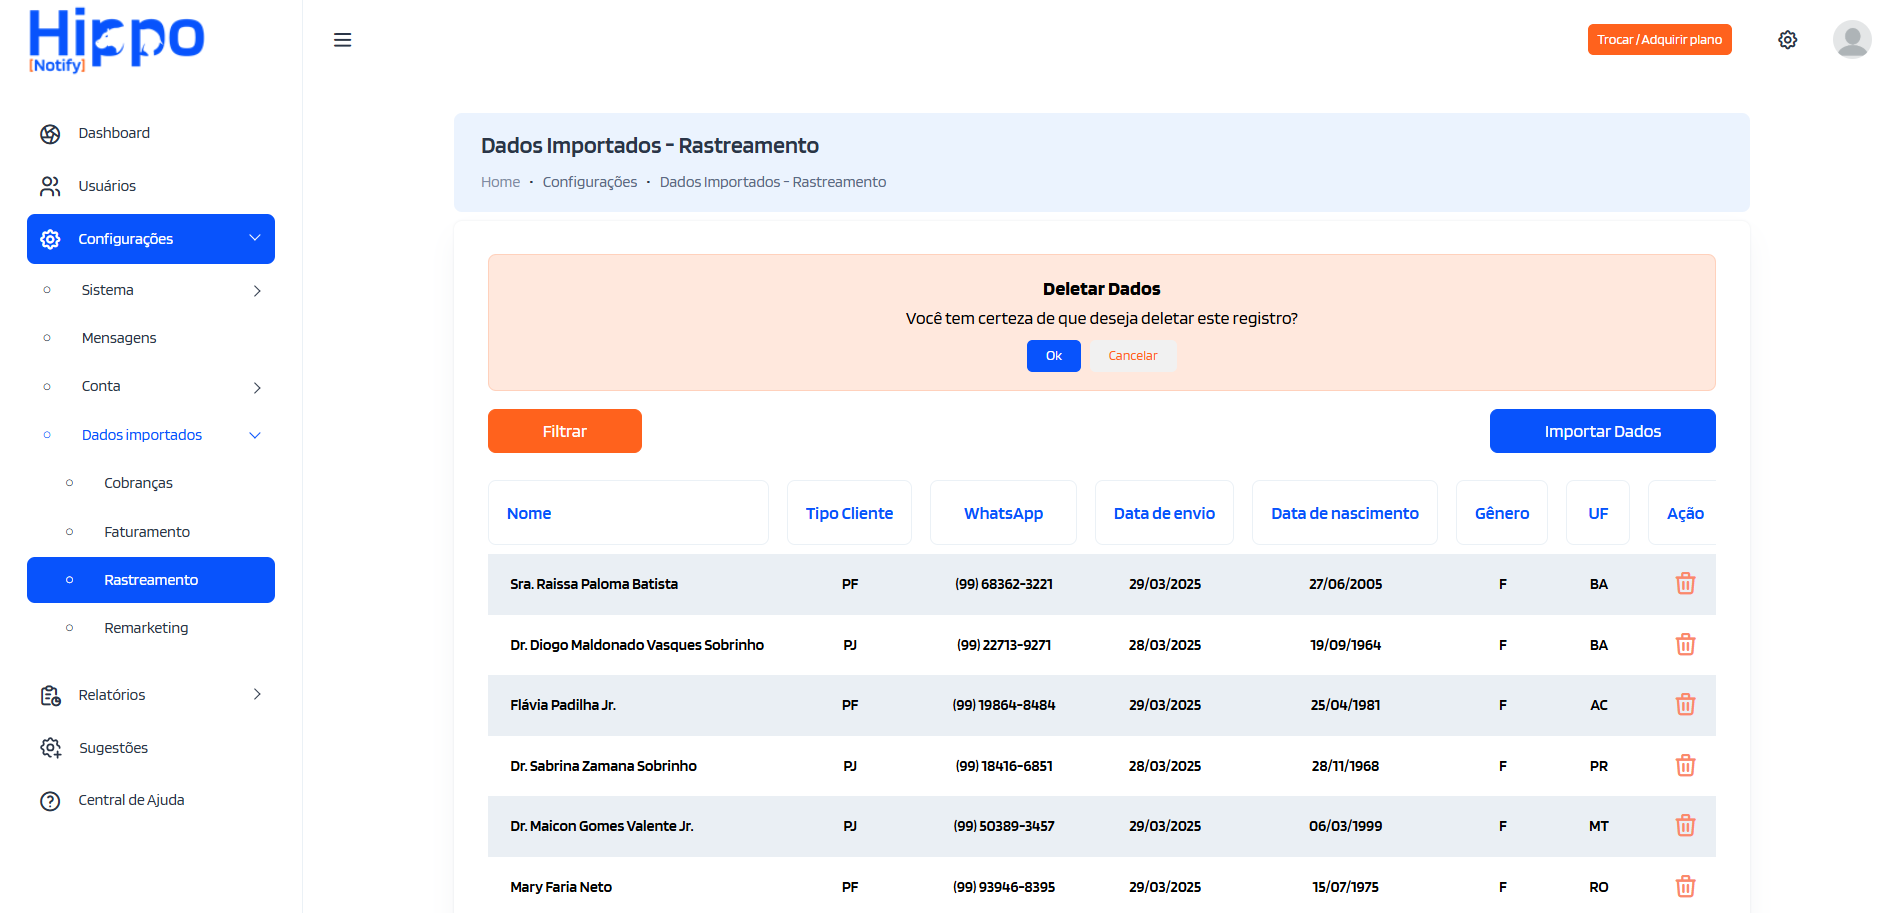 Hippo
[Notify]
Trocar / Adquirir plano
Dashboard
Usuários
Configurações
Sistema
Mensagens
Conta
Dados importados
Cobranças
Faturamento
Rastreamento
Remarketing
Relatórios
Sugestões
Central de Ajuda
Dados Importados - Rastreamento
Home • Configurações • Dados Importados - Rastreamento
Deletar Dados
Você tem certeza de que deseja deletar este registro?
Ok Cancelar
Filtrar Importar Dados
Nome Tipo Cliente WhatsApp Data de envio Data de nascimento Gênero UF Ação
Sra. Raissa Paloma Batista PF (99) 68362-3221 29/03/2025 27/06/2005 F BA
Dr. Diogo Maldonado Vasques Sobrinho PJ (99) 22713-9271 28/03/2025 19/09/1964 F BA
Flávia Padilha Jr. PF (99) 19864-8484 29/03/2025 25/04/1981 F AC
Dr. Sabrina Zamana Sobrinho PJ (99) 18416-6851 28/03/2025 28/11/1968 F PR
Dr. Maicon Gomes Valente Jr. PJ (99) 50389-3457 29/03/2025 06/03/1999 F MT
Mary Faria Neto PF (99) 93946-8395 29/03/2025 15/07/1975 F RO